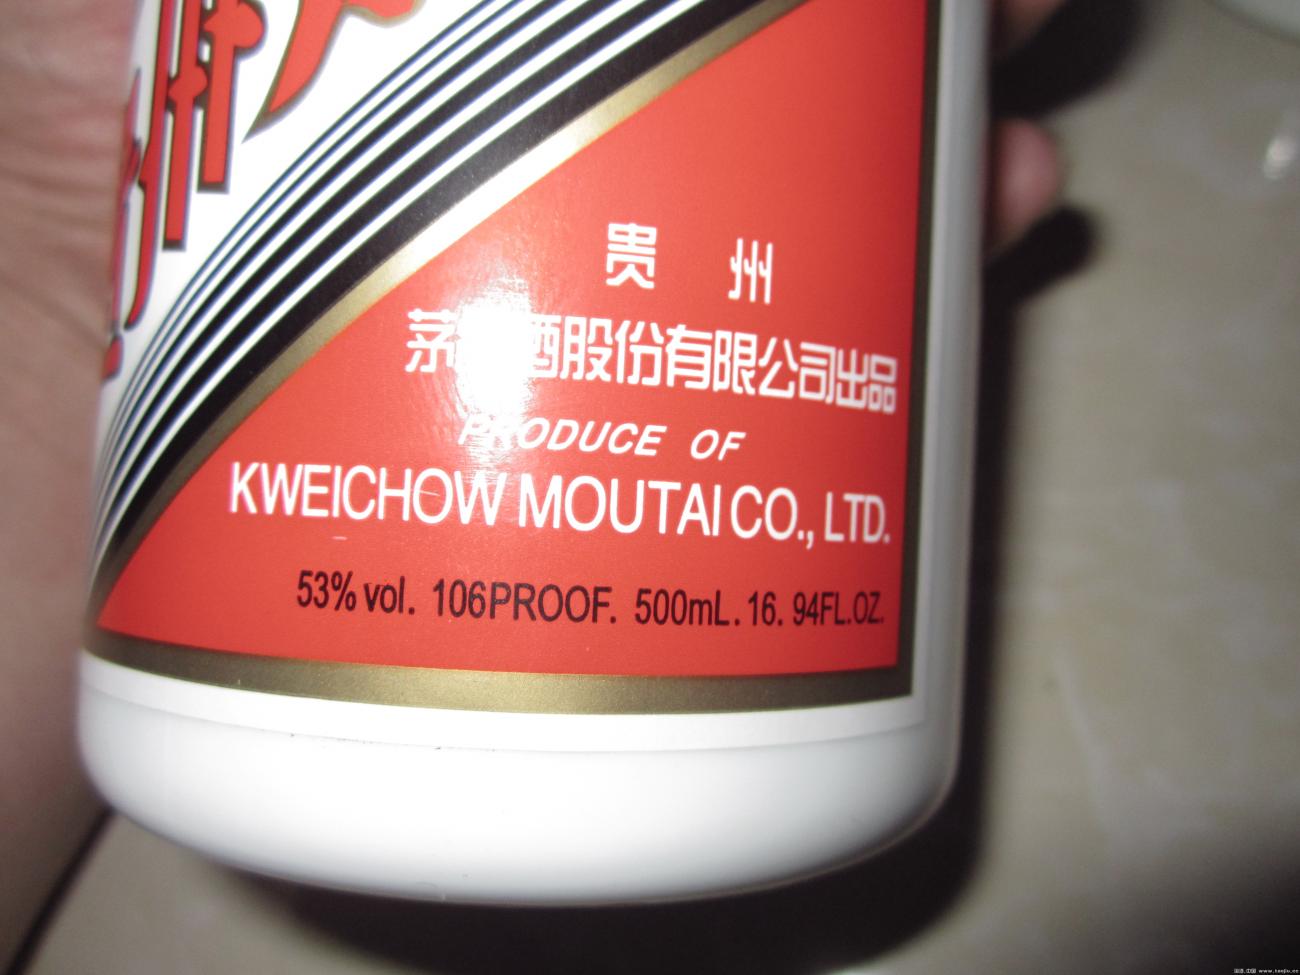 贵 州
茅 酒股份有限公司出品
PRODUCE OF
KWEICHOW MOUTAI CO., LTD.
53% vol. 106PROOF. 500mL. 16. 94FL.OZ.